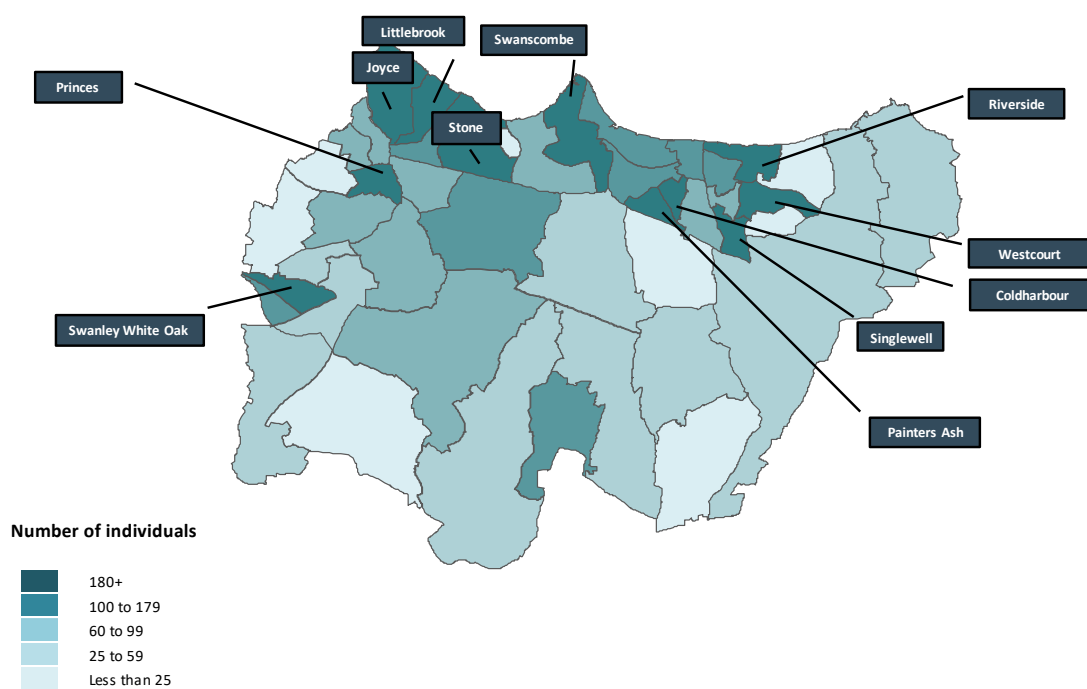 Littlebrook
Swanscombe
Joyce
Princes
Riverside
Stone
Westcourt
Coldharbour
Swanley White Oak
Singlewell
Painters Ash
Number of individuals
180+
100 to 179
60 to 99
25 to 59
Less than 25